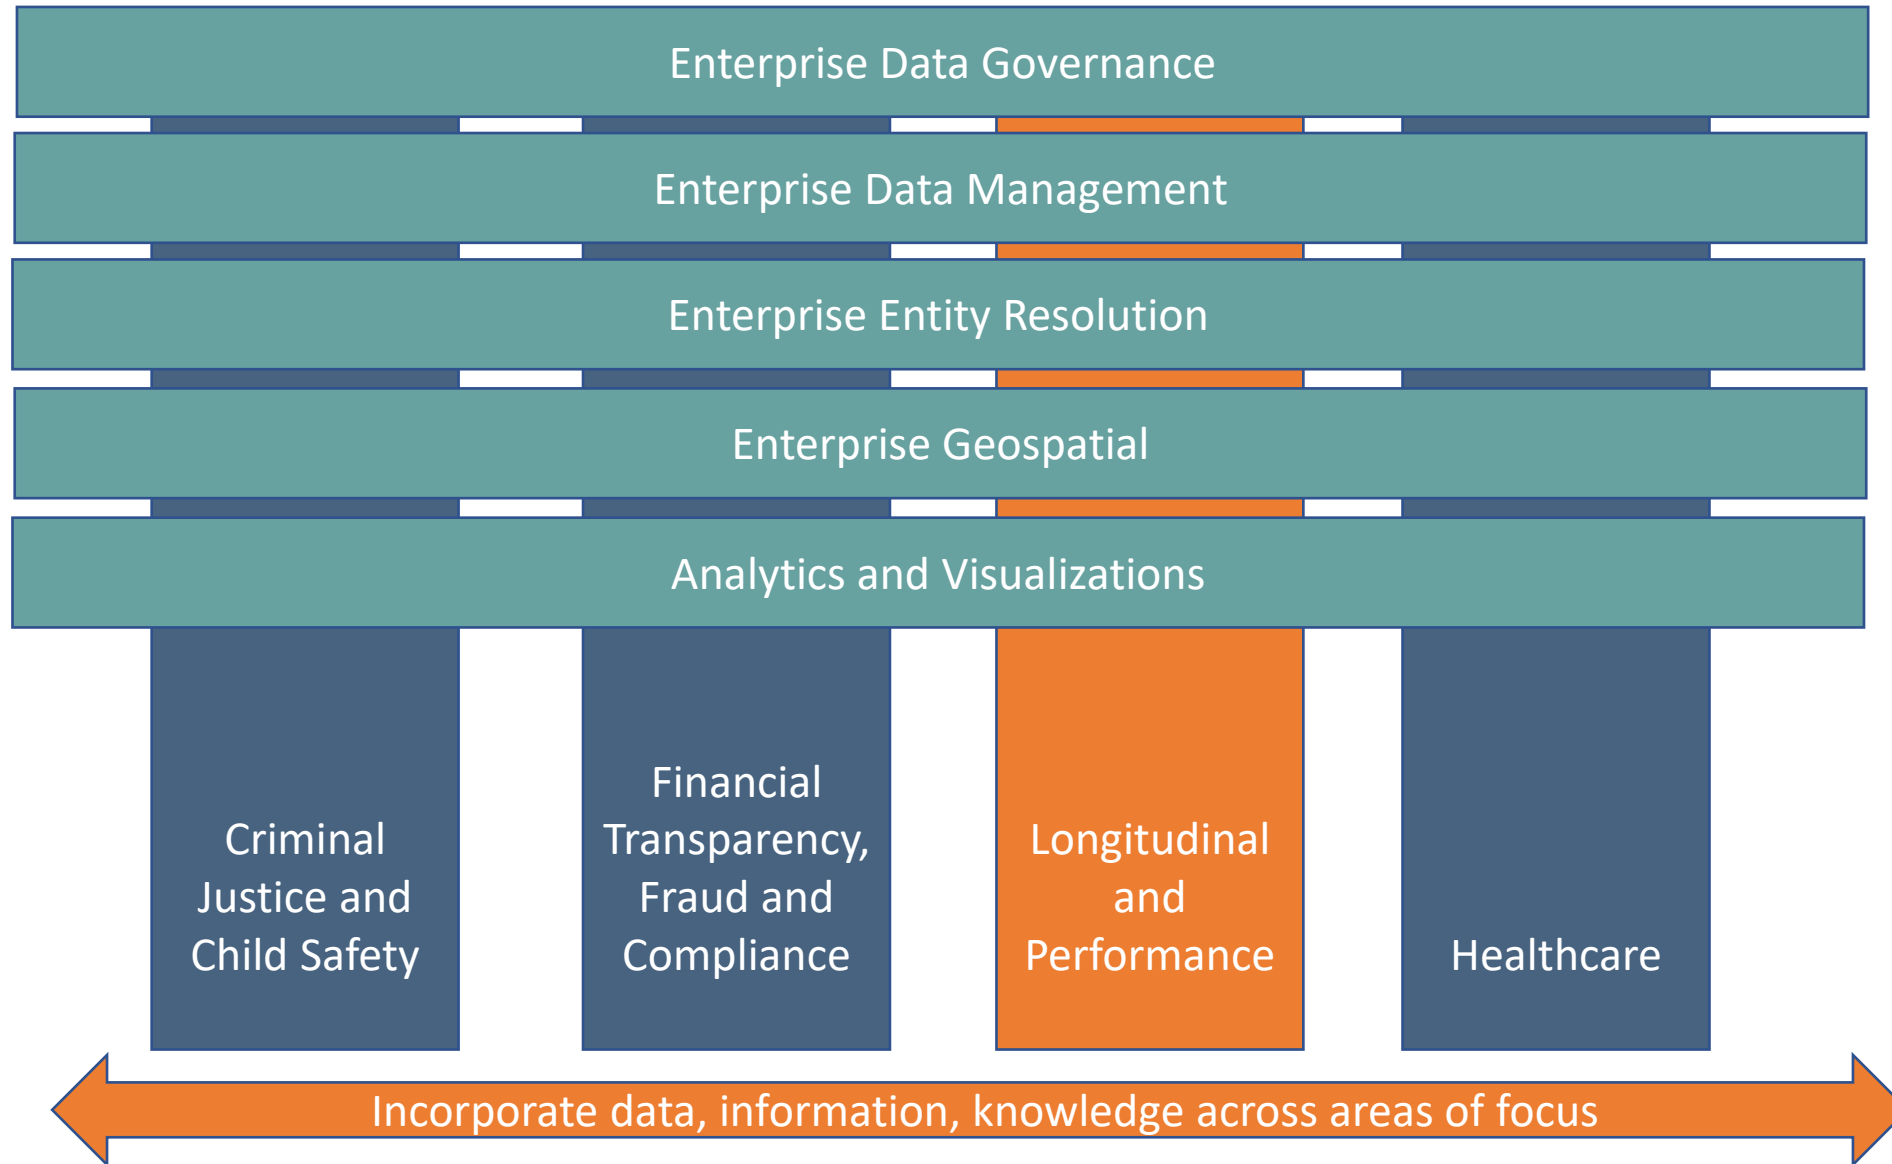 Enterprise Data Governance
Enterprise Data Management
Enterprise Entity Resolution
Enterprise Geospatial
Analytics and Visualizations
Criminal
Justice and
Child Safety
Financial
Transparency,
Fraud and
Compliance
Longitudinal
and
Performance
Healthcare
Incorporate data, information, knowledge across areas of focus